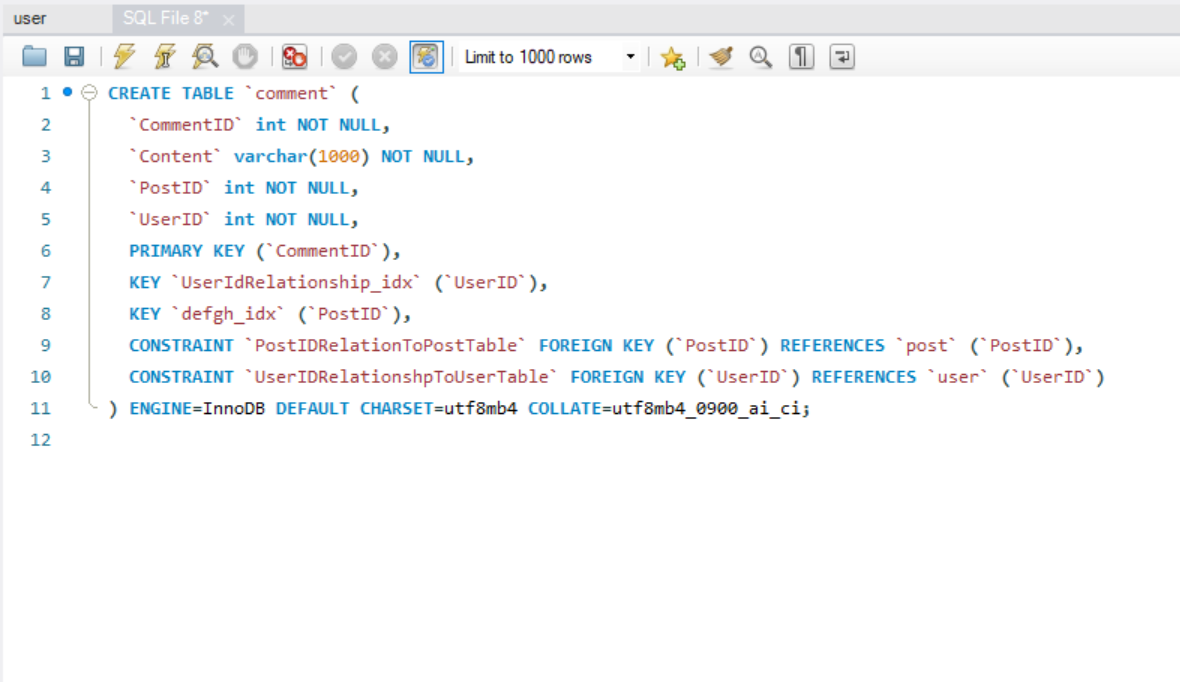 user
SQL File 8*
Limit to 1000 rows
1 CREATE TABLE `comment` (
2 `CommentID` int NOT NULL,
3 `Content` varchar(1000) NOT NULL,
4 `PostID` int NOT NULL,
5 `UserID` int NOT NULL,
6 PRIMARY KEY (`CommentID`),
7 KEY `UserIdRelationship_idx` (`UserID`),
8 KEY `defgh_idx` (`PostID`),
9 CONSTRAINT `PostIDRelationToPostTable` FOREIGN KEY (`PostID`) REFERENCES `post` (`PostID`),
10 CONSTRAINT `UserIDRelationshpToUserTable` FOREIGN KEY (`UserID`) REFERENCES `user` (`UserID`)
11 ) ENGINE=InnoDB DEFAULT CHARSET=utf8mb4 COLLATE=utf8mb4_0900_ai_ci;
12